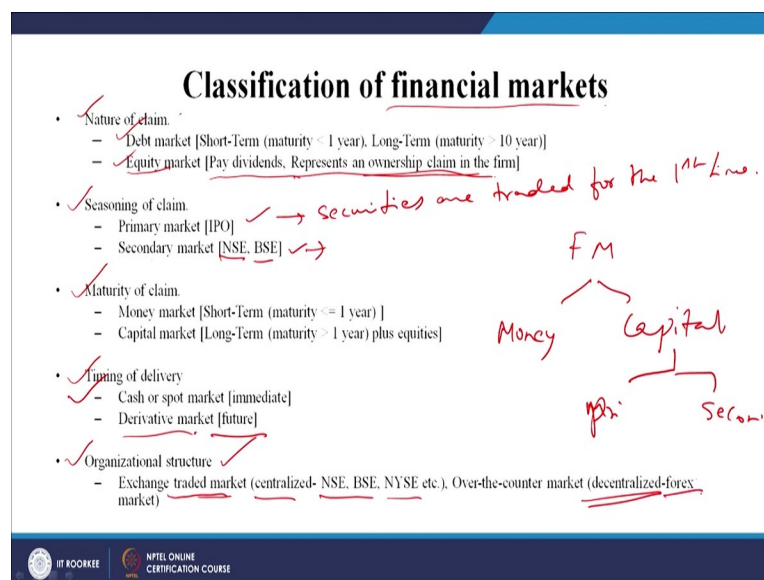 Classification of financial markets
• Nature of claim.
– Debt market [Short-Term (maturity < 1 year), Long-Term (maturity > 10 year)]
– Equity market [Pay dividends, Represents an ownership claim in the firm]
• Seasoning of claim.
– Primary market [IPO]
→ securities are traded for the 1st time.
– Secondary market [NSE, BSE]
→
• Maturity of claim.
– Money market [Short-Term (maturity <= 1 year) ]
– Capital market [Long-Term (maturity > 1 year) plus equities]
FM
Money Capital
Secon.
• Timing of delivery
– Cash or spot market [immediate]
– Derivative market [future]
• Organizational structure
– Exchange traded market (centralized- NSE, BSE, NYSE etc.), Over-the-counter market (decentralized-forex
market)
IIT ROORKEE
NPTEL ONLINE
CERTIFICATION COURSE